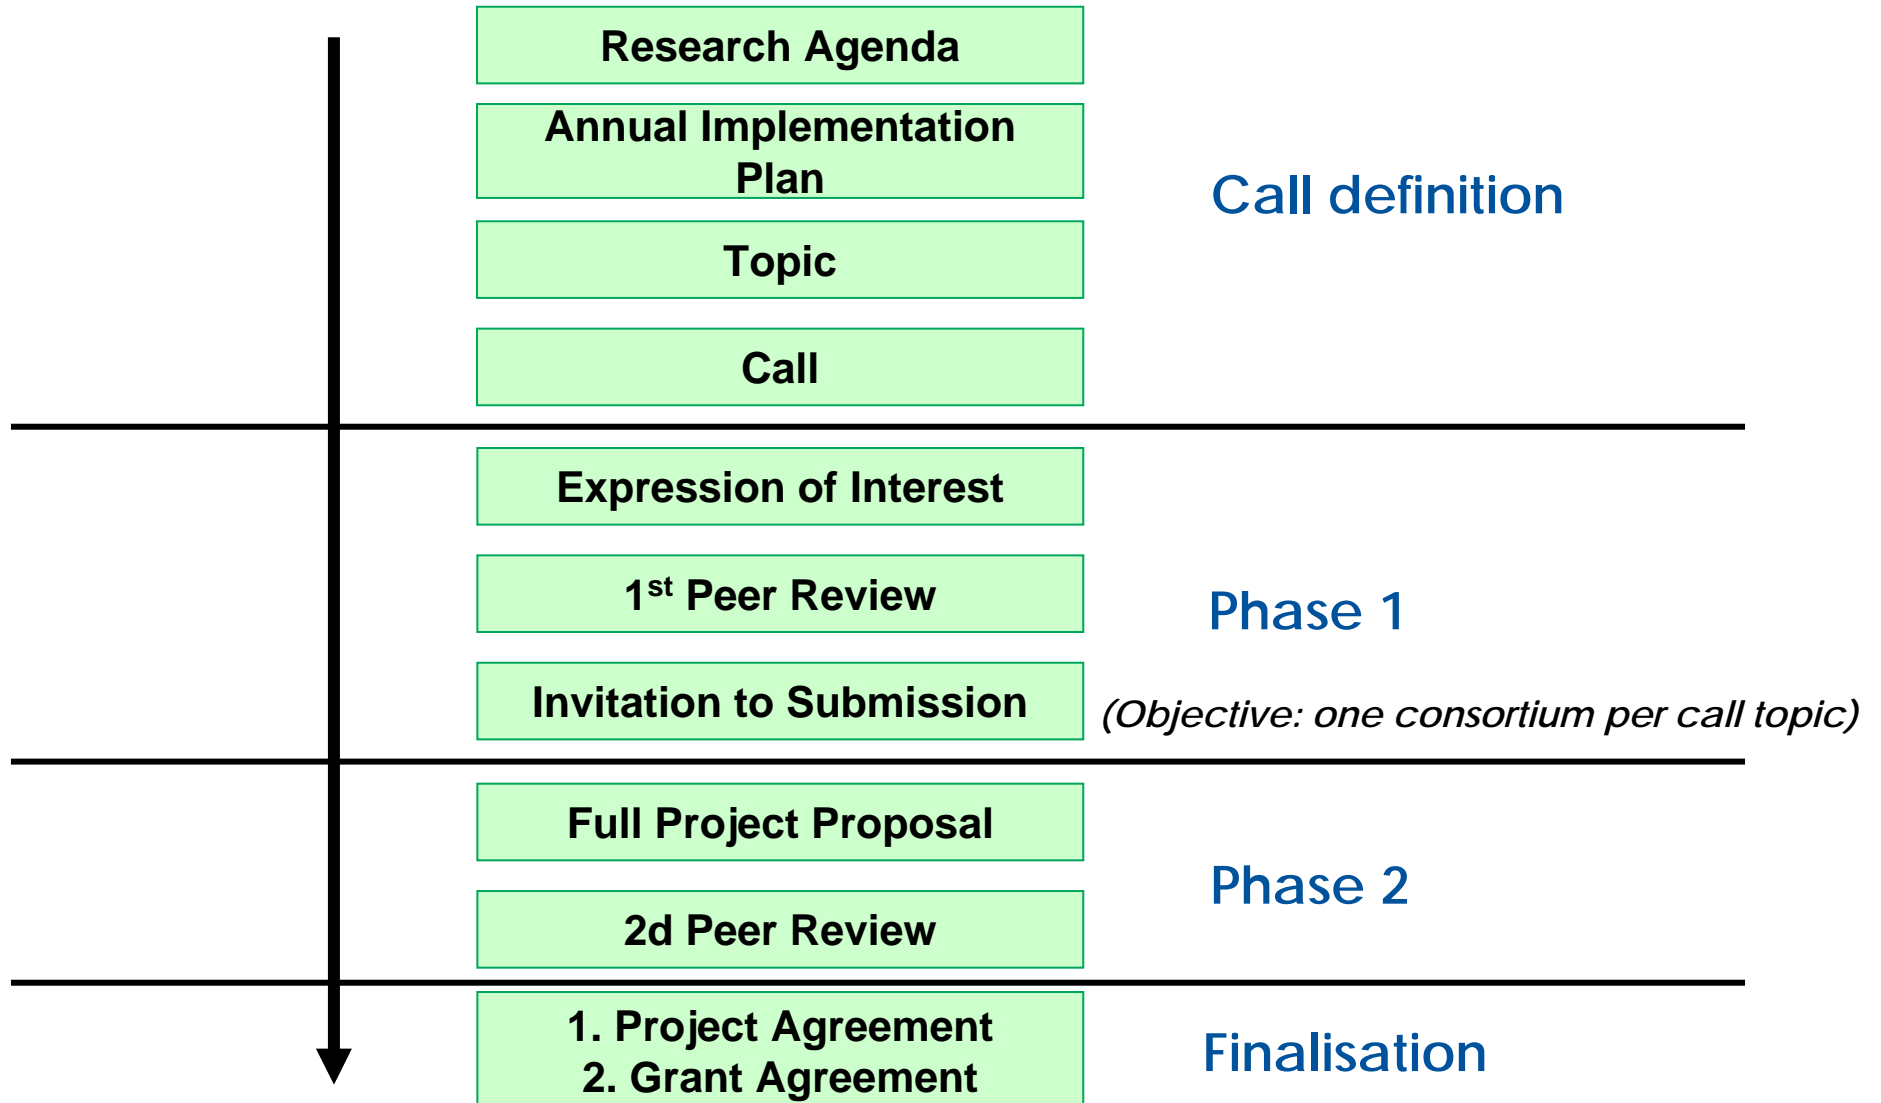 Research Agenda
Annual Implementation
Plan
Call definition
Topic
Call
Expression of Interest
1st Peer Review
Phase 1
Invitation to Submission
(Objective: one consortium per call topic)
Full Project Proposal
Phase 2
2d Peer Review
1. Project Agreement
2. Grant Agreement
Finalisation